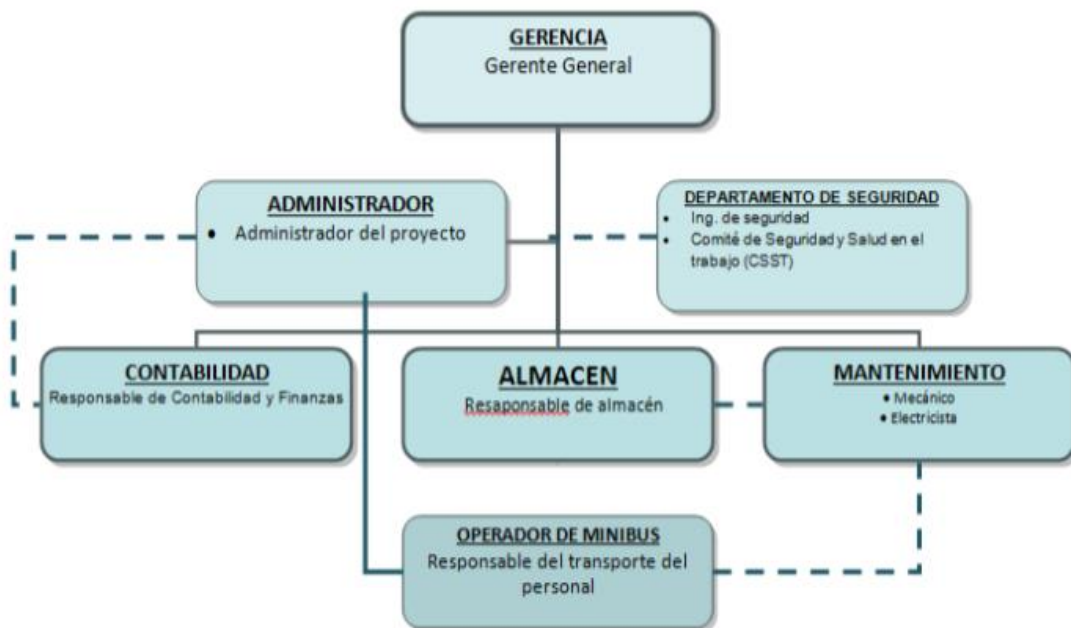 GERENCIA
Gerente General
ADMINISTRADOR
• Administrador del proyecto
DEPARTAMENTO DE SEGURIDAD
• Ing. de seguridad
• Comité de Seguridad y Salud en el
trabajo (CSST)
CONTABILIDAD
Responsable de Contabilidad y Finanzas
ALMACEN
Resaponsable de almacén
MANTENIMIENTO
• Mecánico
• Electricista
OPERADOR DE MINIBUS
Responsable del transporte del
personal